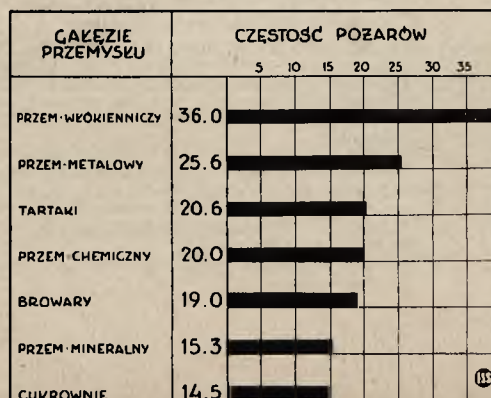 GAŁĘZIE
PRZEMYSŁU
CZĘSTOŚĆ POŻARÓW
5 10 15 20 25 30 35
PRZEM·WŁÓKIENNICZY 36.0
PRZEM·METALOWY 25.6
TARTAKI 20.6
PRZEM·CHEMICZNY 20.0
BROWARY 19.0
PRZEM·MINERALNY 15.3
CUKROWNIE 14.5